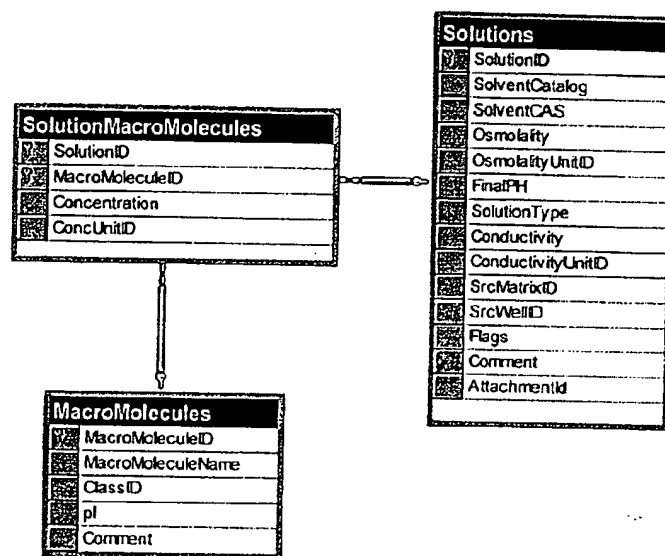 Solutions
SolutionID
SolventCatalog
SolventCAS
Osmolality
OsmolalityUnitID
FinalPH
SolutionType
Conductivity
ConductivityUnitID
SrcMatrixID
SrcWellID
Flags
Comment
AttachmentId
SolutionMacroMolecules
SolutionID
MacroMoleculeID
Concentration
ConcUnitID
MacroMolecules
MacroMoleculeID
MacroMoleculeName
ClassID
pI
Comment